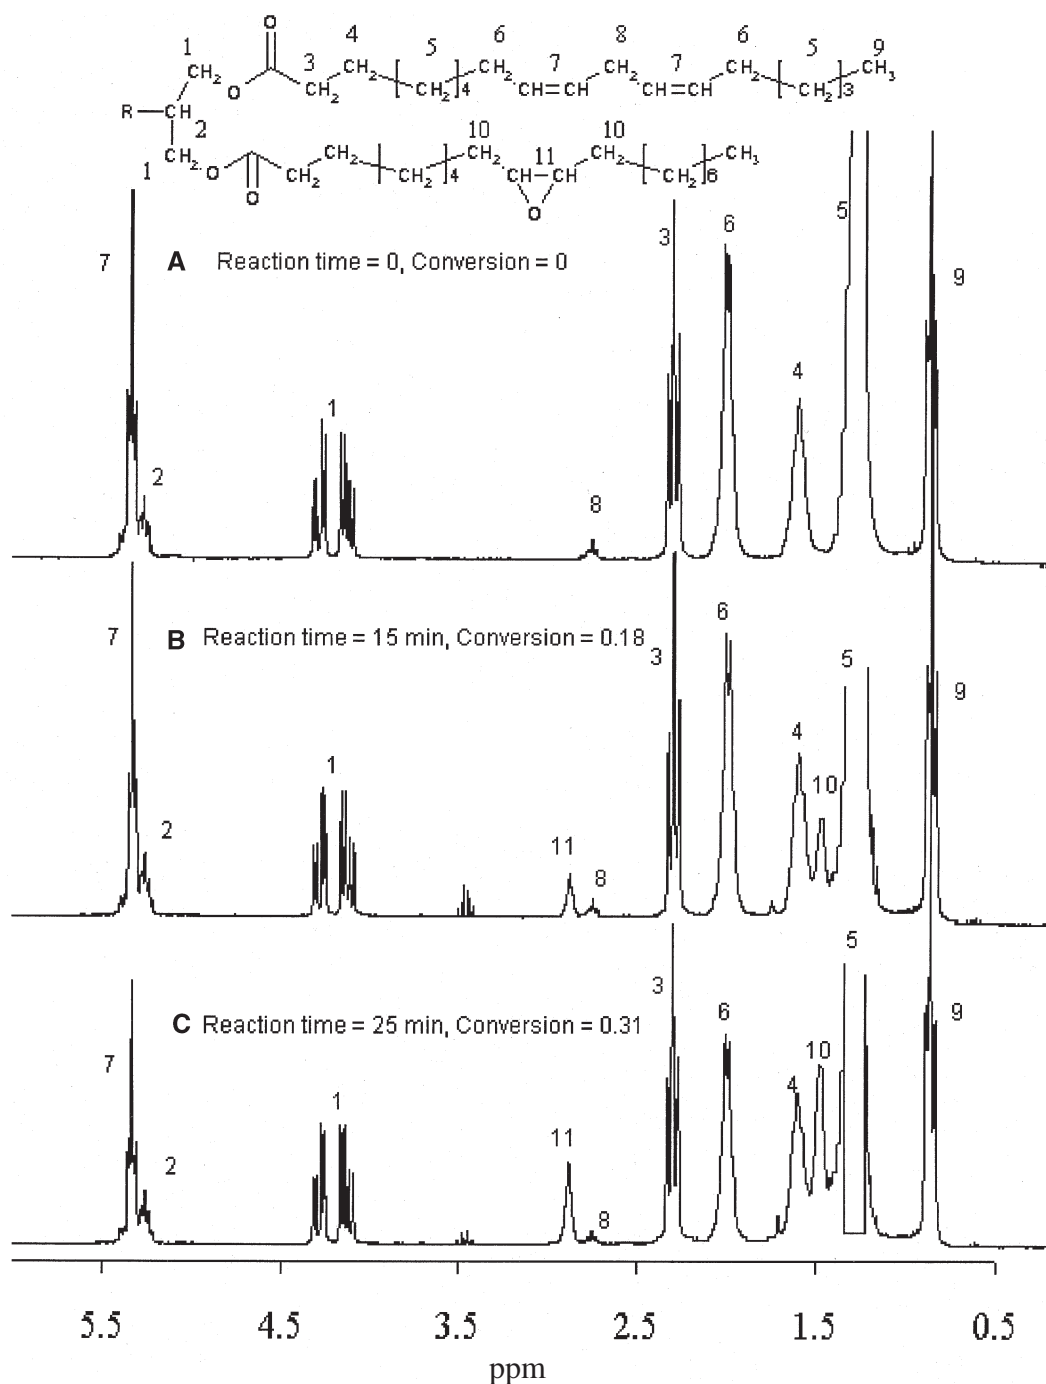 O
1 4 5 6 8 6 5 9
3 7 7
CH2 O CH2 CH2 [CH2]4 CH2 CH=CH CH2 CH=CH CH2 [CH2]3 CH3
R CH 2
10 11 10
1 CH2 O O CH2 CH2 [CH2]4 CH2 CH CH O CH2 [CH2]6 CH3
A Reaction time = 0, Conversion = 0
7 2 1 8 3 6 4 5 9
B Reaction time = 15 min, Conversion = 0.18
7 2 1 11 8 3 6 4 10 5 9
C Reaction time = 25 min, Conversion = 0.31
7 2 1 11 8 3 6 4 10 5 9
5.5 4.5 3.5 2.5 1.5 0.5
ppm